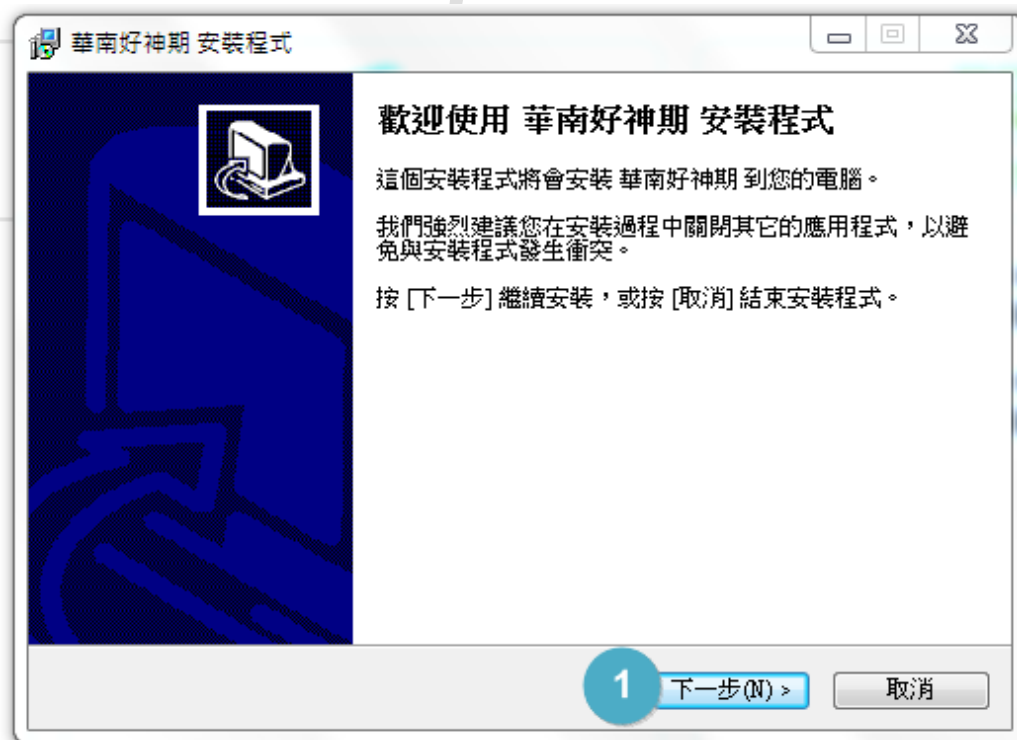 華南好神期 安裝程式
歡迎使用 華南好神期 安裝程式
這個安裝程式將會安裝 華南好神期 到您的電腦。
我們強烈建議您在安裝過程中關閉其它的應用程式，以避
免與安裝程式發生衝突。
按 [下一步] 繼續安裝，或按 [取消] 結束安裝程式。
1
下一步(N) >
取消